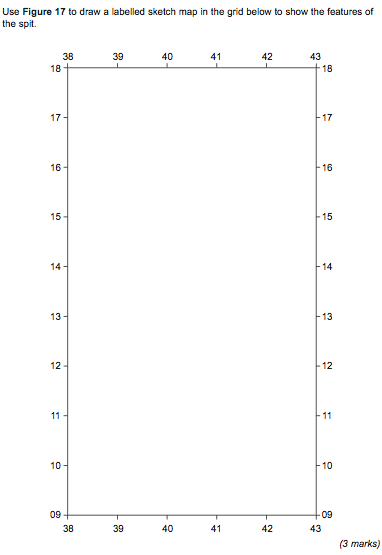 Use Figure 17 to draw a labelled sketch map in the grid below to show the features of
the spit.
38 39 40 41 42 43
18 18
17 17
16 16
15 15
14 14
13 13
12 12
11 11
10 10
09 09
38 39 40 41 42 43
(3 marks)